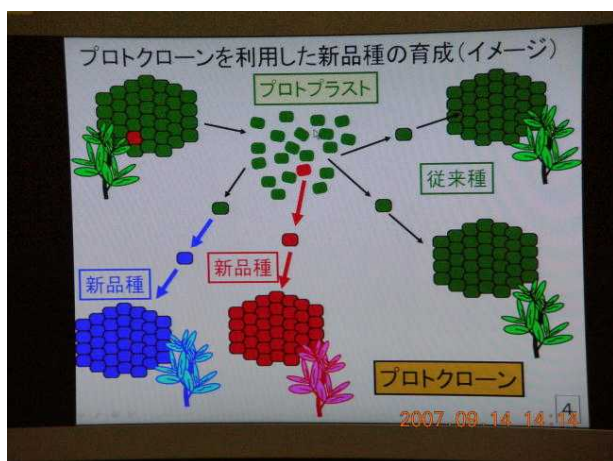 プロトクローンを利用した新品種の育成(イメージ)
プロトプラスト
従来種
新品種
新品種
プロトクローン
4
2007.09.14 14:14